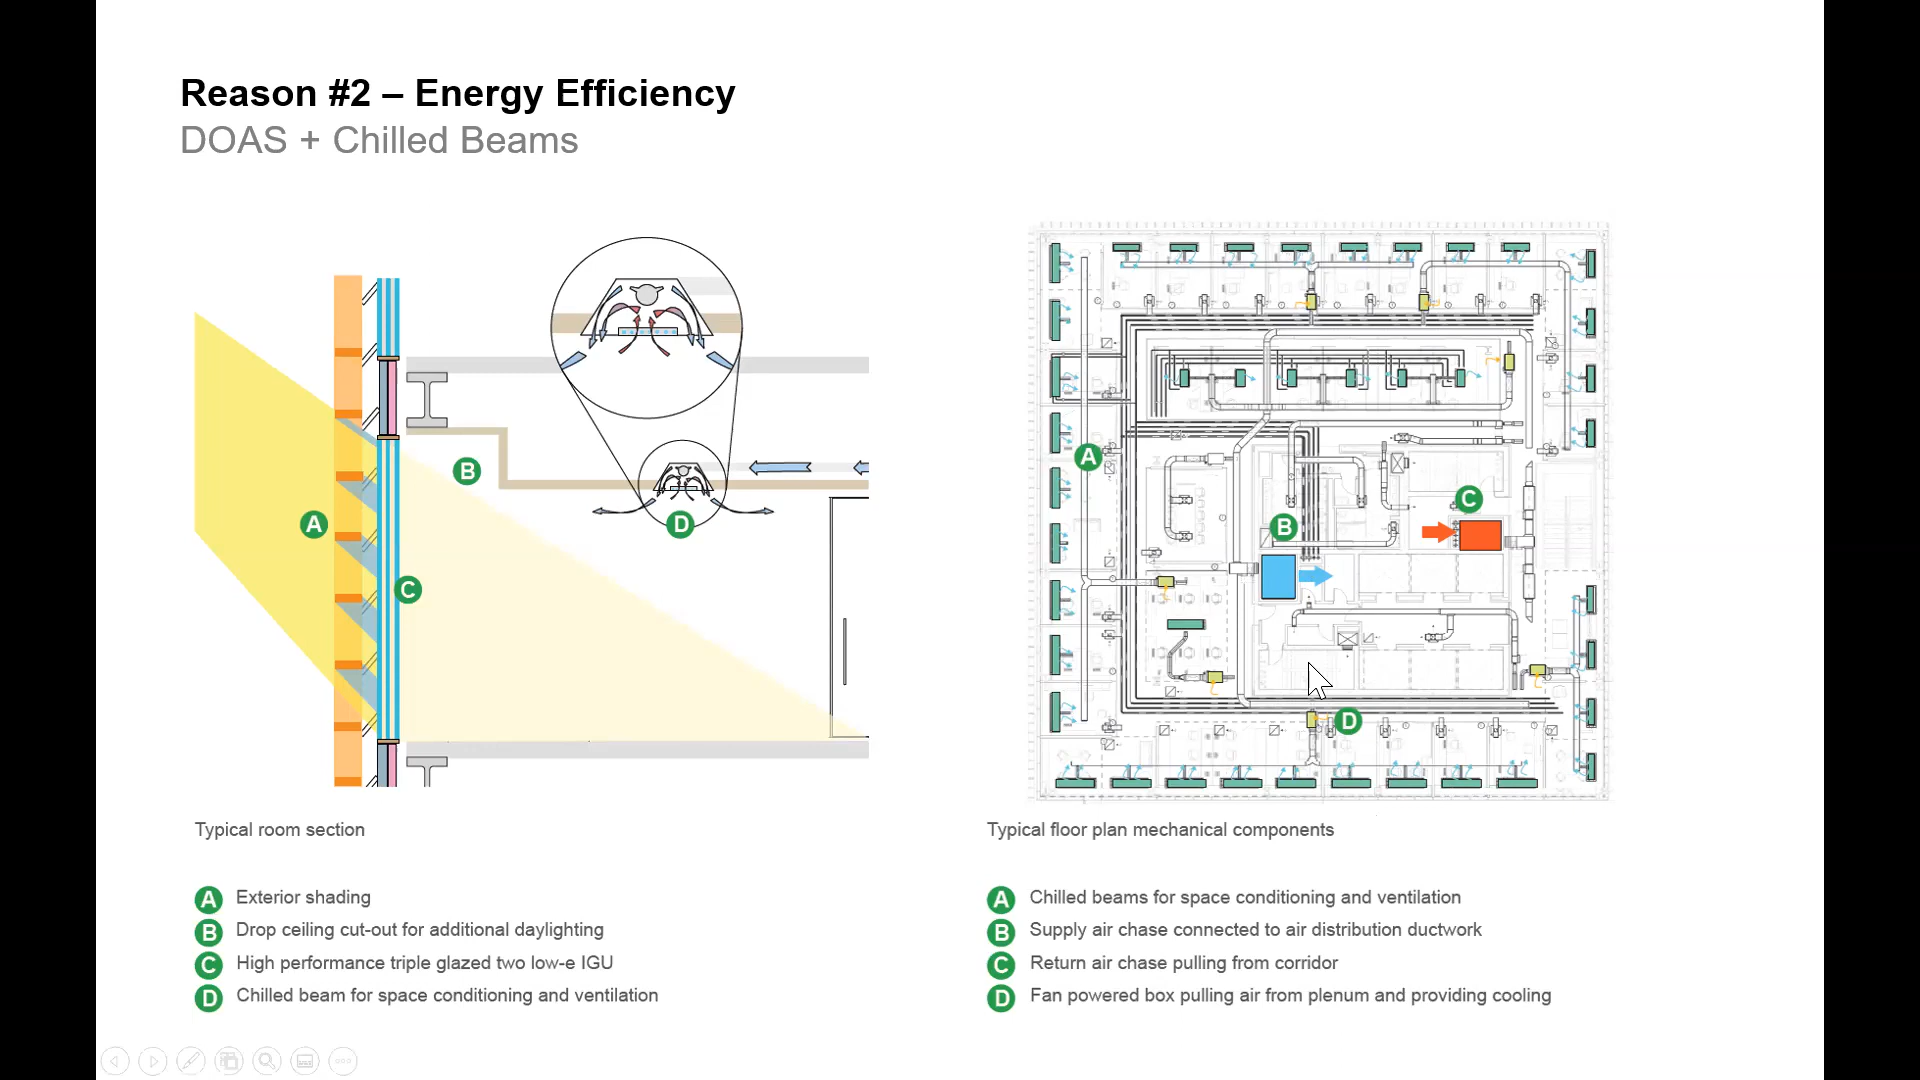 Reason #2 – Energy Efficiency
DOAS + Chilled Beams
A
B
C
D
A
B
C
D
Typical room section
Typical floor plan mechanical components
A Exterior shading
B Drop ceiling cut-out for additional daylighting
C High performance triple glazed two low-e IGU
D Chilled beam for space conditioning and ventilation
A Chilled beams for space conditioning and ventilation
B Supply air chase connected to air distribution ductwork
C Return air chase pulling from corridor
D Fan powered box pulling air from plenum and providing cooling